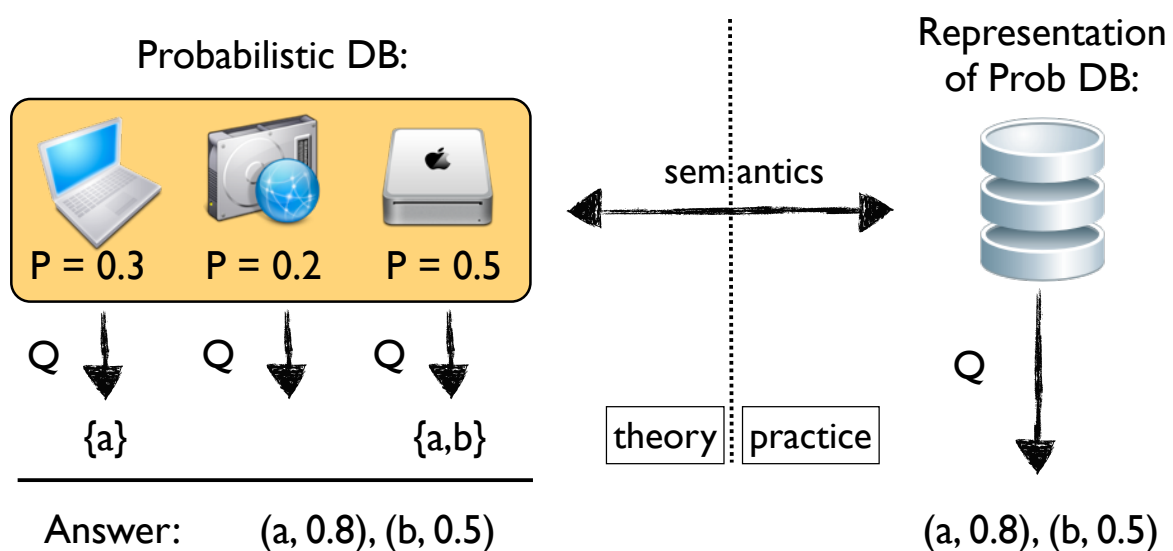 Probabilistic DB:
P = 0.3 P = 0.2 P = 0.5
Q Q Q
{a} {a,b}
Answer: (a, 0.8), (b, 0.5)
semantics
theory practice
Representation
of Prob DB:
Q
(a, 0.8), (b, 0.5)